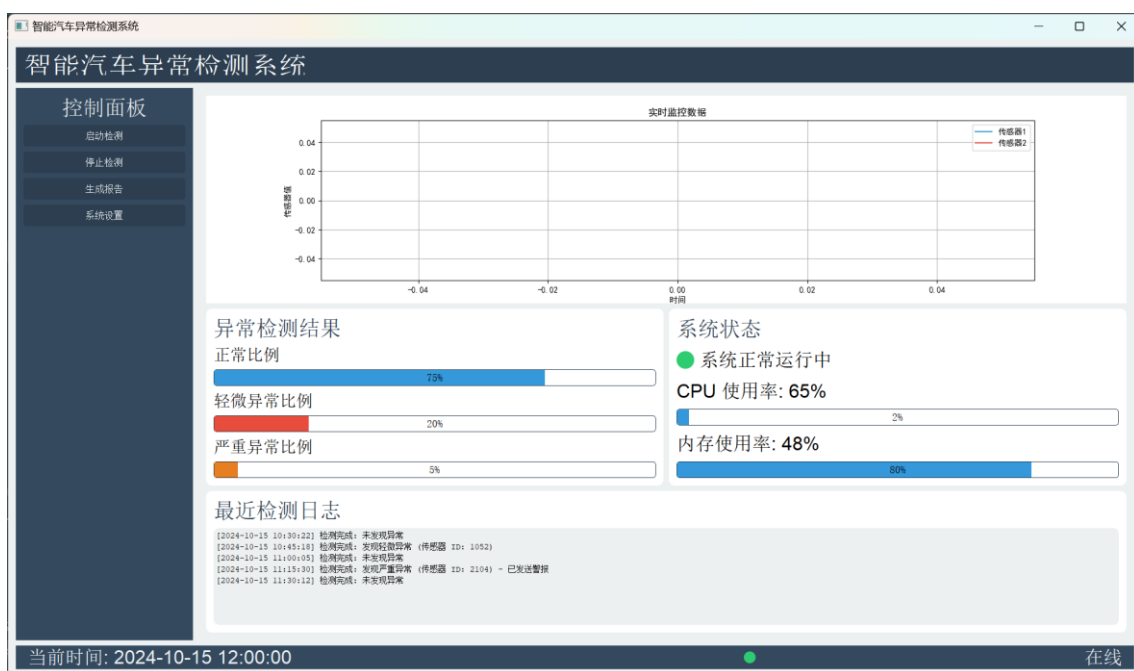 智能汽车异常检测系统
智能汽车异常检测系统
控制面板
启动检测
停止检测
生成报告
系统设置
实时监控数据
传感器1
传感器2
0.04
0.02
0.00
-0.02
-0.04
传感器值
-0.04
-0.02
0.00
0.02
0.04
时间
异常检测结果
正常比例
75%
轻微异常比例
20%
严重异常比例
5%
系统状态
系统正常运行中
CPU 使用率: 65%
2%
内存使用率: 48%
80%
最近检测日志
[2024-10-15 10:30:22] 检测完成: 未发现异常
[2024-10-15 10:45:18] 检测完成: 发现轻微异常 (传感器 ID: 1052)
[2024-10-15 11:00:05] 检测完成: 未发现异常
[2024-10-15 11:15:30] 检测完成: 发现严重异常 (传感器 ID: 2104) - 已发送警报
[2024-10-15 11:30:12] 检测完成: 未发现异常
当前时间: 2024-10-15 12:00:00
在线